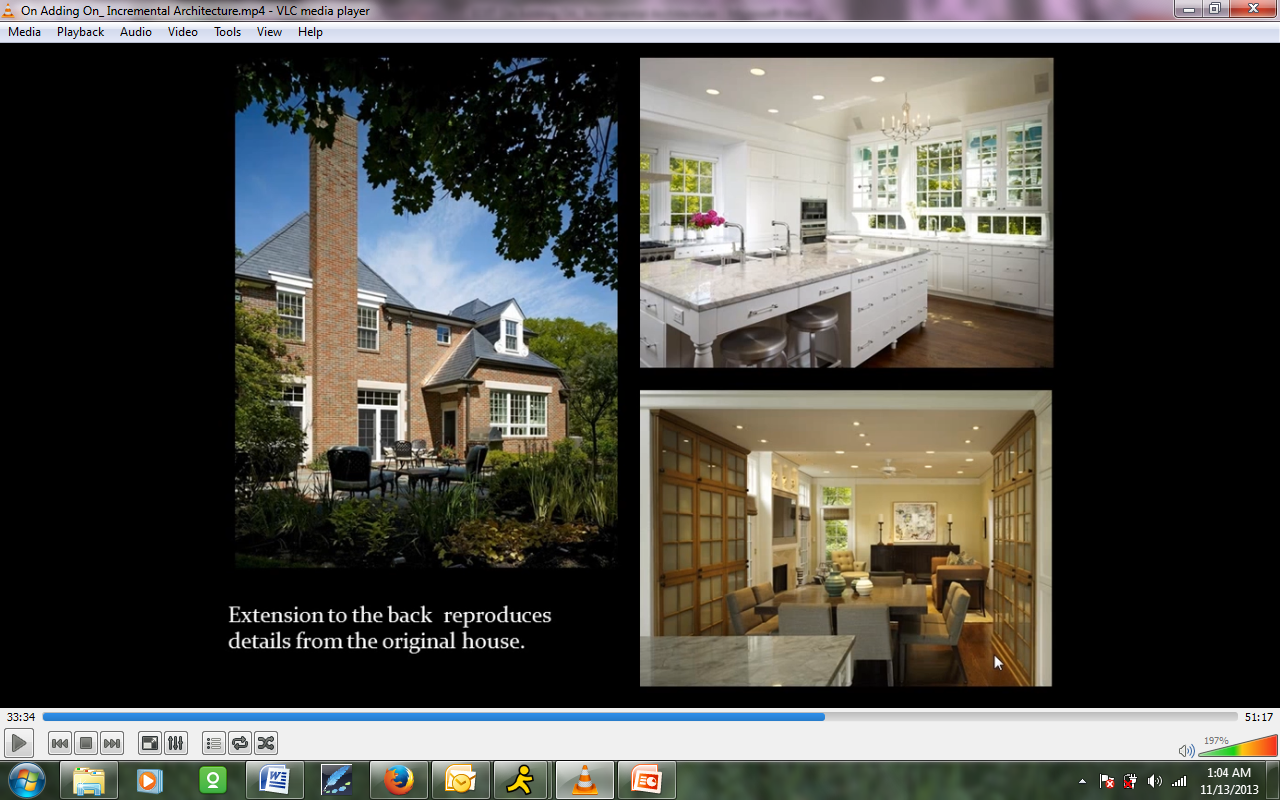 On Adding On_ Incremental Architecture.mp4 - VLC media player
Media Playback Audio Video Tools View Help
Extension to the back reproduces
details from the original house.
33:34 51:17
197%
1:04 AM
11/13/2013